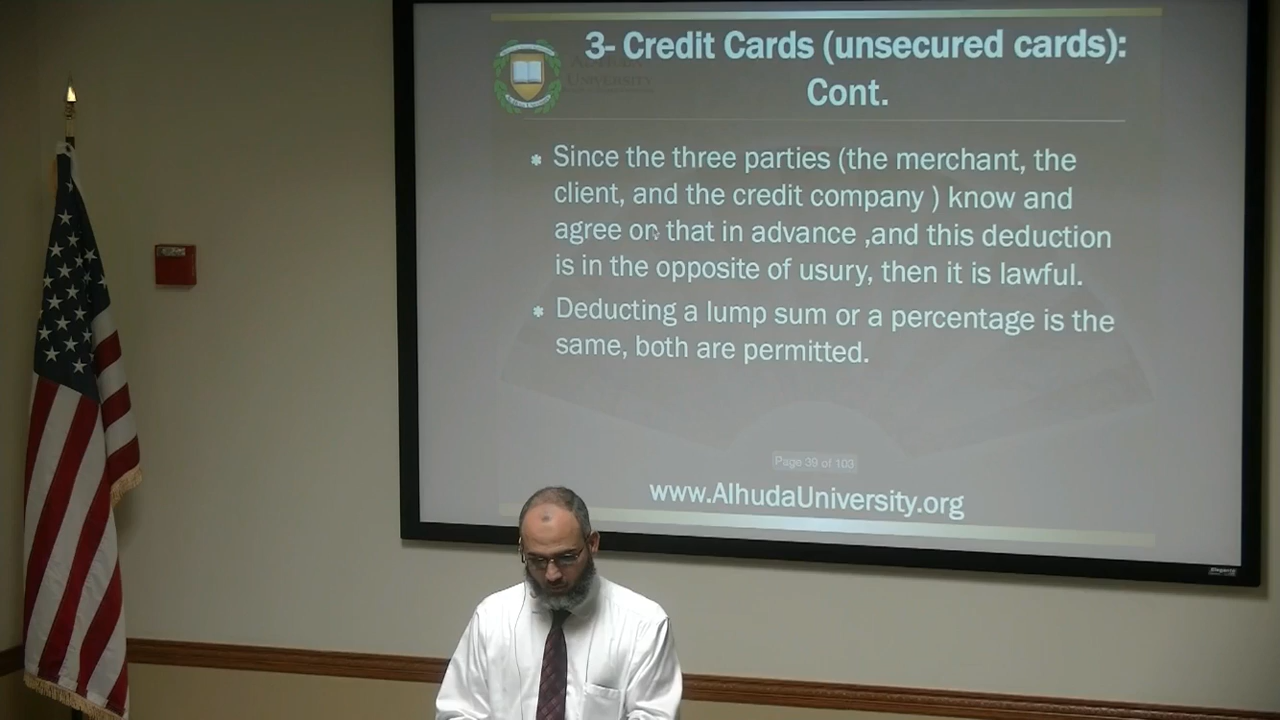 3- Credit Cards (unsecured cards):
Cont.
UNIVERSITY
* Since the three parties (the merchant, the
client, and the credit company ) know and
agree on that in advance ,and this deduction
is in the opposite of usury, then it is lawful.
* Deducting a lump sum or a percentage is the
same, both are permitted.
Page 39 of 103
www.AlhudaUniversity.org